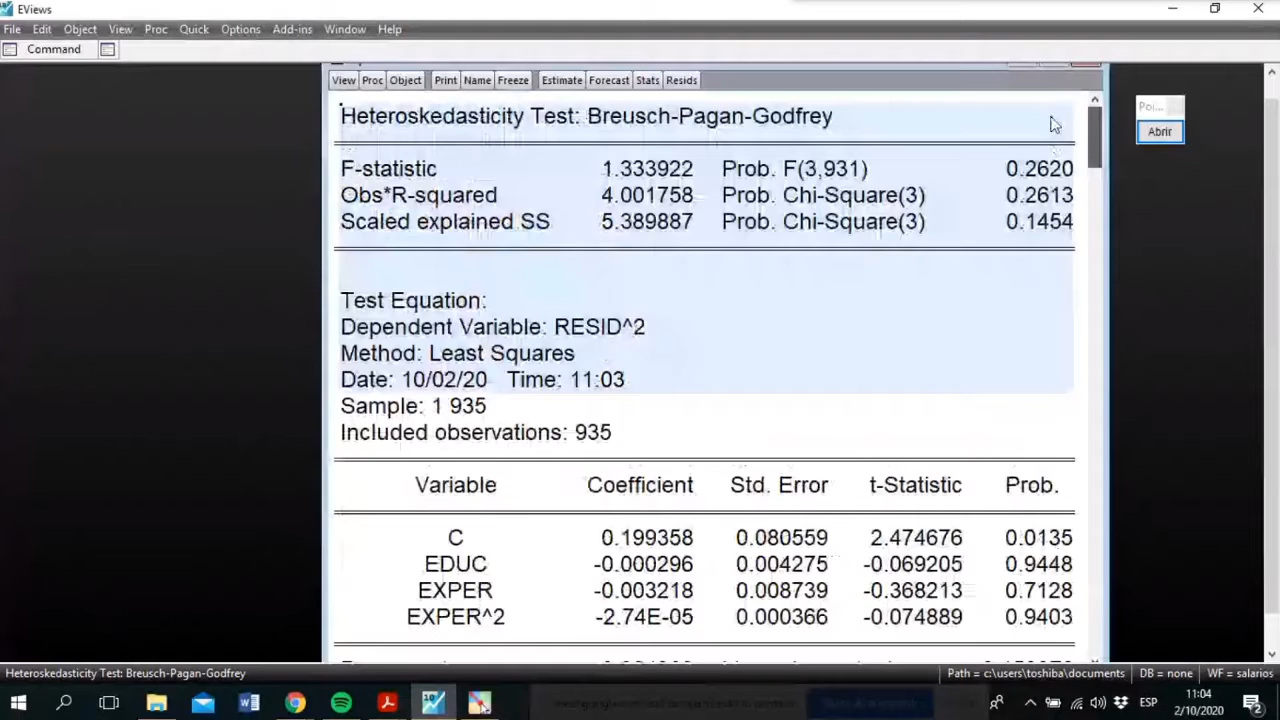 EViews
File Edit Object View Proc Quick Options Add-ins Window Help
Command
View Proc Object Print Name Freeze Estimate Forecast Stats Resids
Abrir
Heteroskedasticity Test: Breusch-Pagan-Godfrey
F-statistic 1.333922 Prob. F(3,931) 0.2620
Obs*R-squared 4.001758 Prob. Chi-Square(3) 0.2613
Scaled explained SS 5.389887 Prob. Chi-Square(3) 0.1454
Test Equation:
Dependent Variable: RESID^2
Method: Least Squares
Date: 10/02/20 Time: 11:03
Sample: 1 935
Included observations: 935
Variable Coefficient Std. Error t-Statistic Prob.
C 0.199358 0.080559 2.474676 0.0135
EDUC -0.000296 0.004275 -0.069205 0.9448
EXPER -0.003218 0.008739 -0.368213 0.7128
EXPER^2 -2.74E-05 0.000366 -0.074889 0.9403
Heteroskedasticity Test: Breusch-Pagan-Godfrey Path = c:\users\toshiba\documents DB = none WF = salarios
ESP 11:04
2/10/2020 2